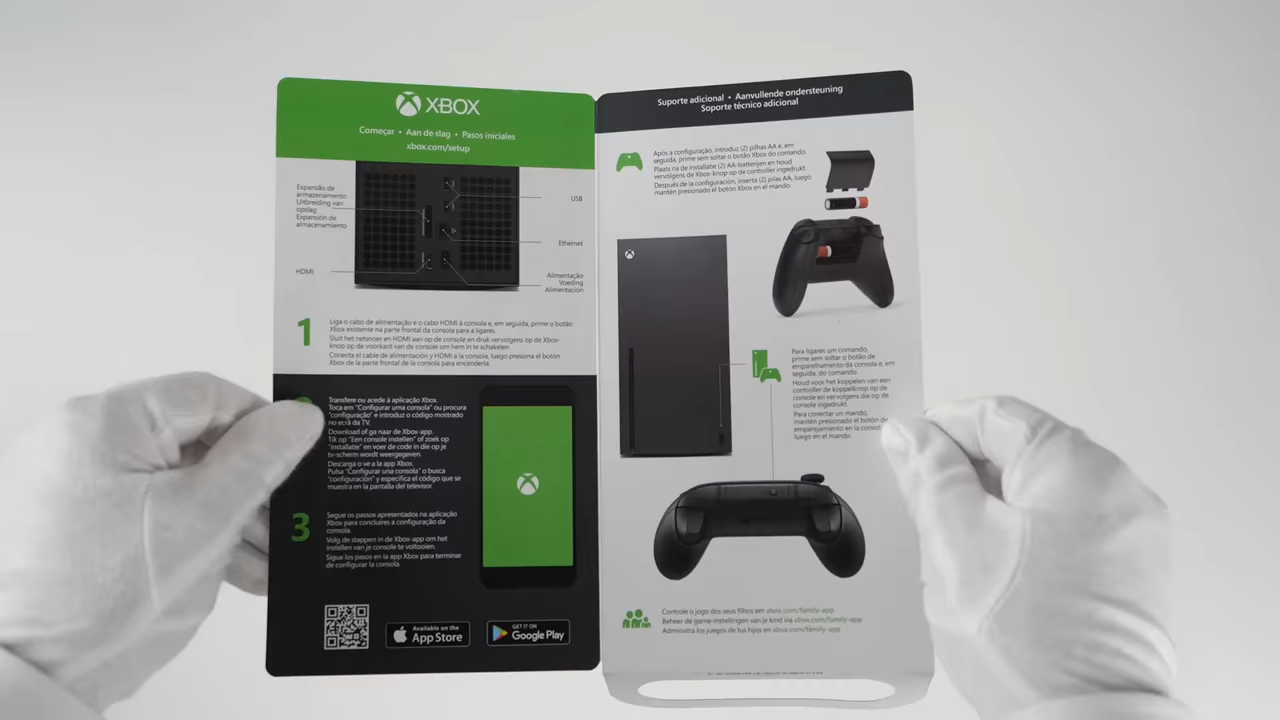 XBOX
Começar • Aan de slag • Pasos iniciales
xbox.com/setup
Expansão de
armazenamiento
Uitbreiding van
opslag
Expansión de
almacenamiento
HDMI
USB
Ethernet
Alimentação
Voeding
Alimentación
1
Liga o cabo de alimentação e o cabo HDMI à consola e, em seguida, prime o botão
Xbox existente na parte frontal da consola para a ligares.
Sluit het netsnoer en HDMI aan op de console en druk vervolgens op de Xbox-
knop op de voorkant van de console om hem in te schakelen.
Conecta el cable de alimentación y HDMI a la consola, luego presiona el botón
Xbox de la parte frontal de la consola para encenderla.
Transfere ou acede à aplicação Xbox.
Toca em "Configurar uma consola" ou procura
"configuração" e introduz o código mostrado
no ecrã da TV.
Download of ga naar de Xbox-app.
Tik op "Een console instellen" of zoek op
"installatie" en voer de code in die op je
tv-scherm wordt weergegeven.
Descarga o ve a la app Xbox.
Pulsa "Configurar una consola" o busca
"configuración" y especifica el código que se
muestra en la pantalla del televisor.
3
Segue os passos apresentados na aplicação
Xbox para concluíres a configuração da
consola.
Volg de stappen in de Xbox-app om het
instellen van je console te voltooien.
Sigue los pasos en la app Xbox para terminar
de configurar la consola.
Available on the
App Store
GET IT ON
Google Play
Suporte adicional • Aanvullende ondersteuning
Soporte técnico adicional
Após a configuração, introduz (2) pilhas AA e, em
seguida, prime sem soltar o botão Xbox do comando.
Plaats na de installatie (2) AA-batterijen en houd
vervolgens de Xbox-knop op de controller ingedrukt.
Después de la configuración, inserta (2) pilas AA, luego
mantén presionado el botón Xbox en el mando.
Para ligares um comando,
prime sem soltar o botão de
emparelhamento da consola e, em
seguida, do comando.
Houd voor het koppelen van een
controller de koppelknop op de
console en vervolgens die op de
console ingedrukt.
Para conectar un mando,
mantén presionado el botón de
emparejamiento en la consola
luego en el mando.
Controle o jogo dos seus filhos em xbox.com/family-app
Beheer de game-instellingen van je kind via xbox.com/family-app
Administra los juegos de tus hijos en xbox.com/family-app